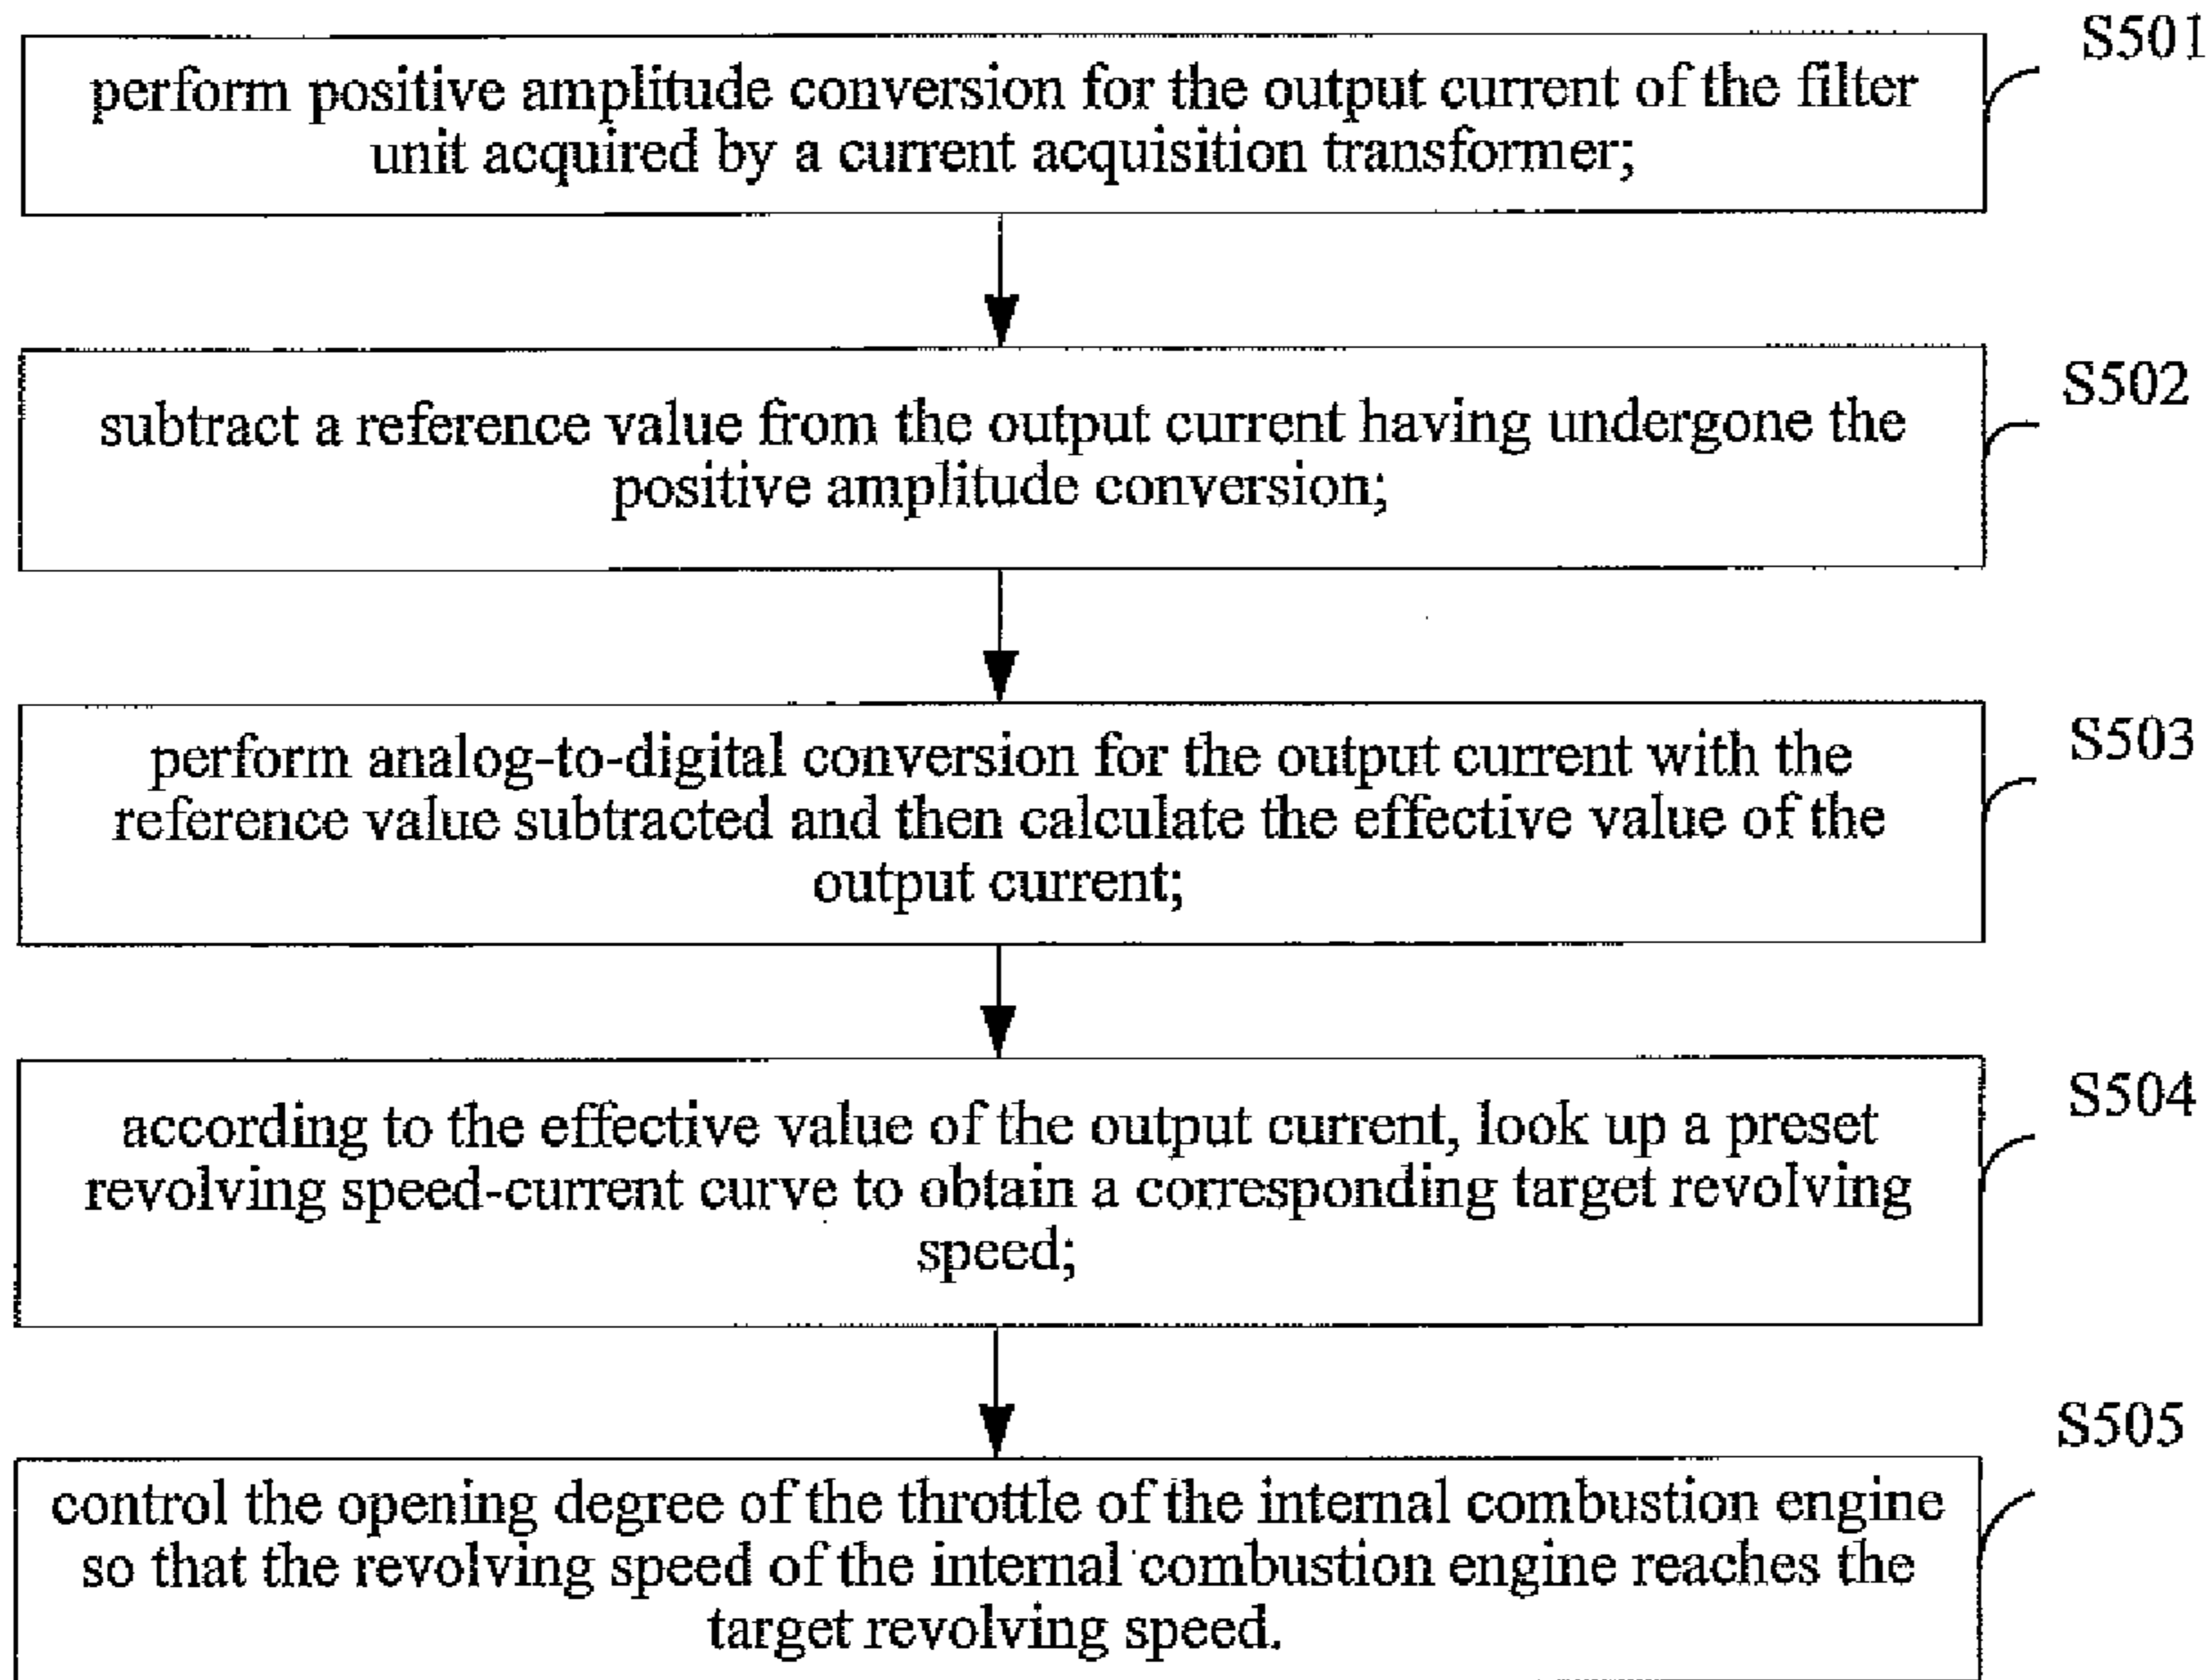 S501
perform positive amplitude conversion for the output current of the filter
unit acquired by a current acquisition transformer;
S502
subtract a reference value from the output current having undergone the
positive amplitude conversion;
S503
perform analog-to-digital conversion for the output current with the
reference value subtracted and then calculate the effective value of the
output current;
S504
according to the effective value of the output current, look up a preset
revolving speed-current curve to obtain a corresponding target revolving
speed;
S505
control the opening degree of the throttle of the internal combustion engine
so that the revolving speed of the internal combustion engine reaches the
target revolving speed.